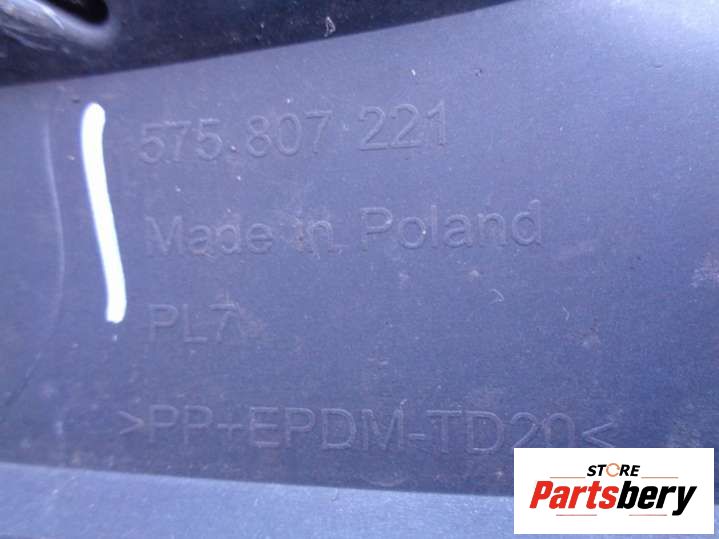 575.807 221
Made in Poland
PL7
>PP+EPDM-TD20<
STORE
Partsbery